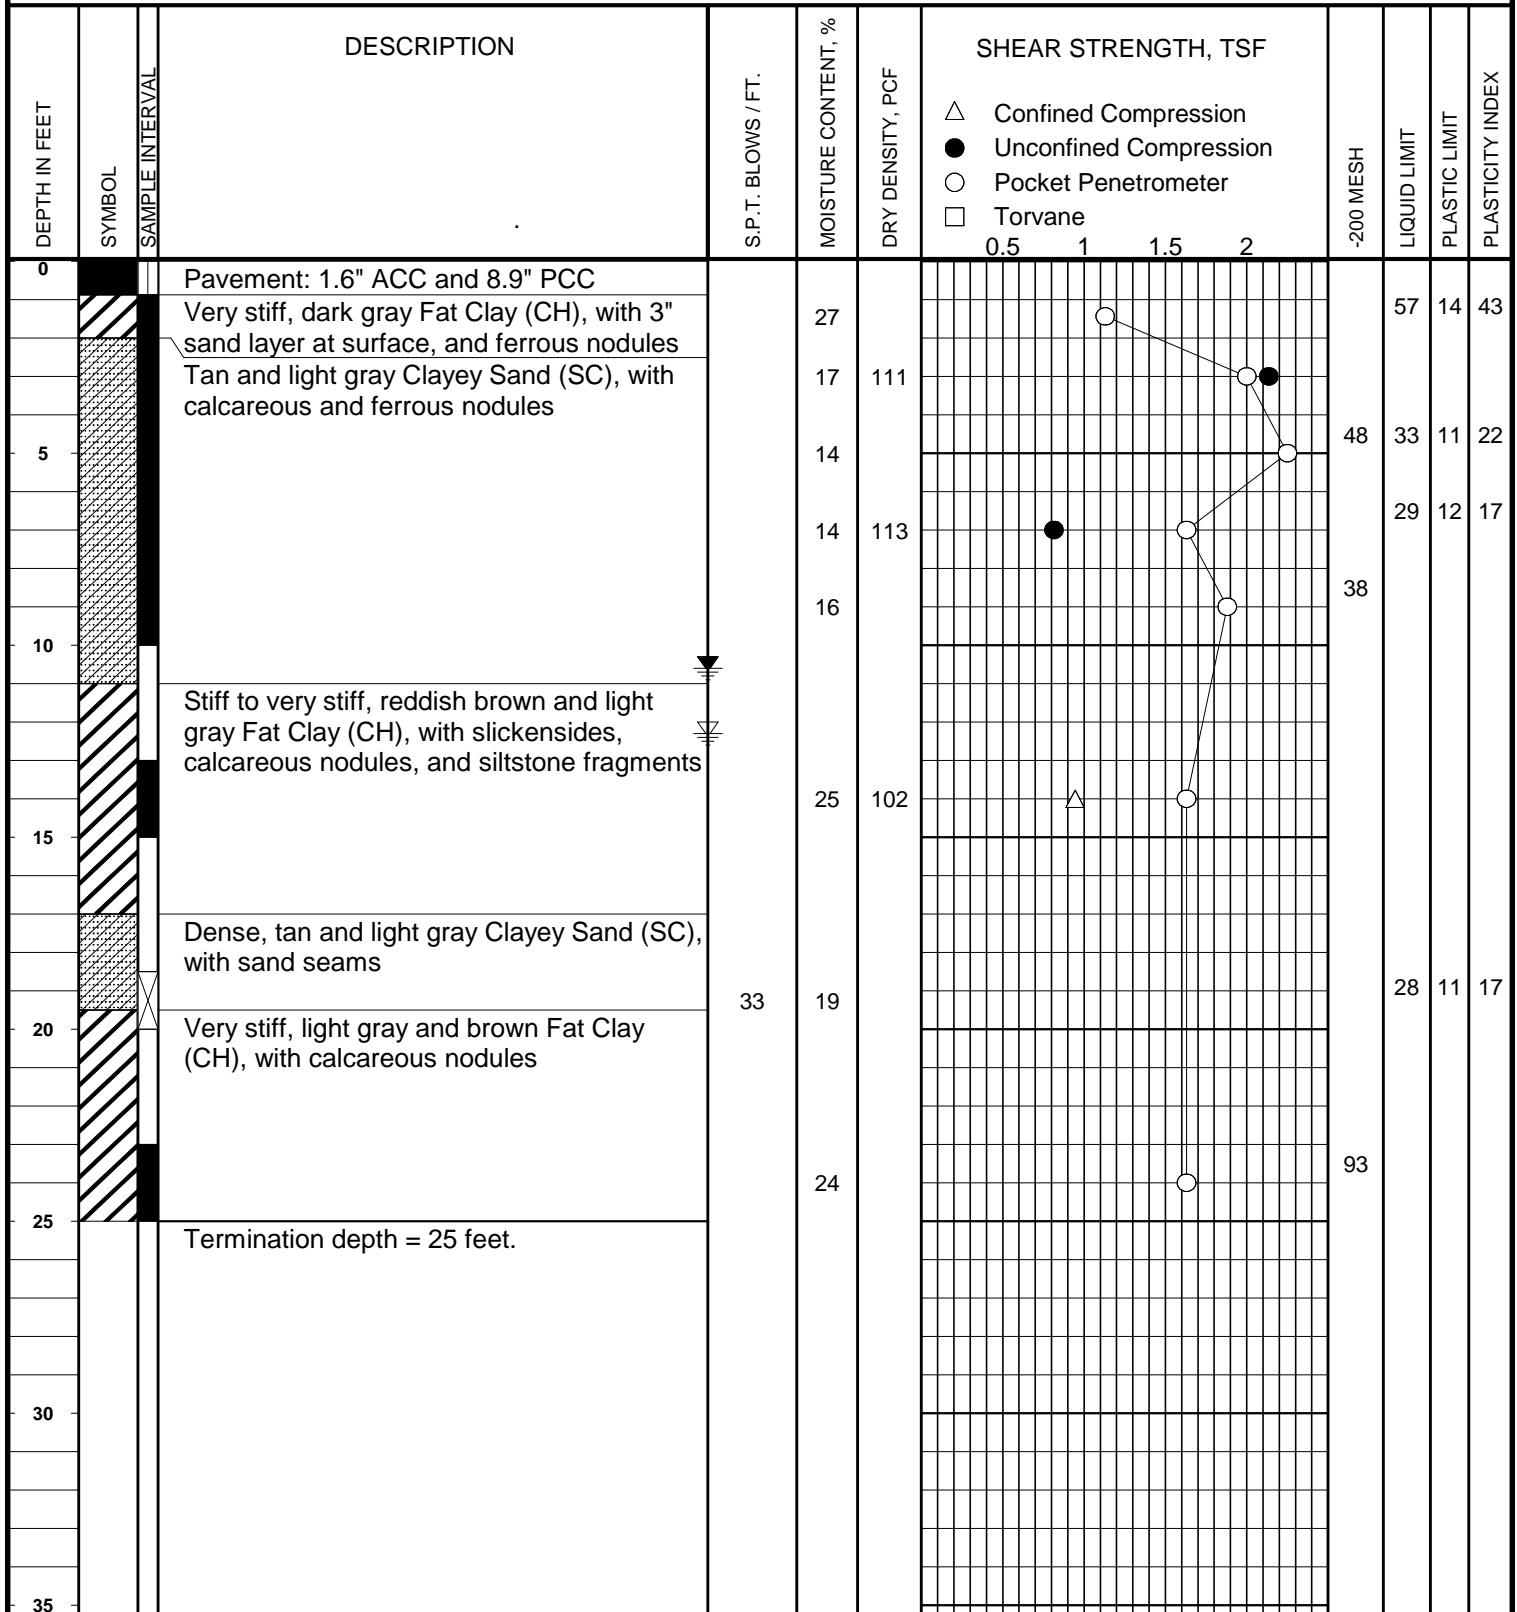 DEPTH IN FEET
SYMBOL
SAMPLE INTERVAL
DESCRIPTION
.
S.P.T. BLOWS / FT.
MOISTURE CONTENT, %
DRY DENSITY, PCF
SHEAR STRENGTH, TSF
Confined Compression
Unconfined Compression
Pocket Penetrometer
Torvane
0.5 1 1.5 2
-200 MESH
LIQUID LIMIT
PLASTIC LIMIT
PLASTICITY INDEX
0
Pavement: 1.6" ACC and 8.9" PCC
Very stiff, dark gray Fat Clay (CH), with 3"
sand layer at surface, and ferrous nodules
27
57 14 43
Tan and light gray Clayey Sand (SC), with
calcareous and ferrous nodules
17 111
48 33 11 22
5
14
29 12 17
14 113
38
16
10
Stiff to very stiff, reddish brown and light
gray Fat Clay (CH), with slickensides,
calcareous nodules, and siltstone fragments
25 102
15
Dense, tan and light gray Clayey Sand (SC),
with sand seams
33 19
28 11 17
20
Very stiff, light gray and brown Fat Clay
(CH), with calcareous nodules
93
24
25
Termination depth = 25 feet.
30
35